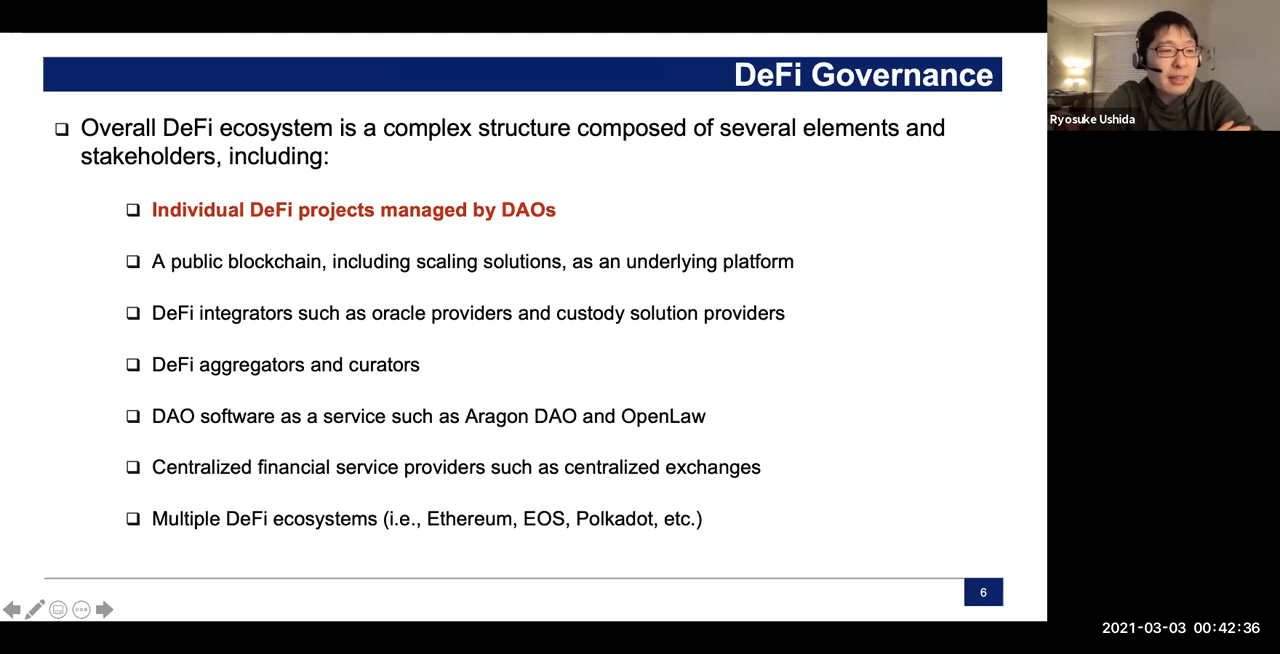 DeFi Governance
Overall DeFi ecosystem is a complex structure composed of several elements and
stakeholders, including:
Individual DeFi projects managed by DAOs
A public blockchain, including scaling solutions, as an underlying platform
DeFi integrators such as oracle providers and custody solution providers
DeFi aggregators and curators
DAO software as a service such as Aragon DAO and OpenLaw
Centralized financial service providers such as centralized exchanges
Multiple DeFi ecosystems (i.e., Ethereum, EOS, Polkadot, etc.)
6
Ryosuke Ushida
2021-03-03 00:42:36